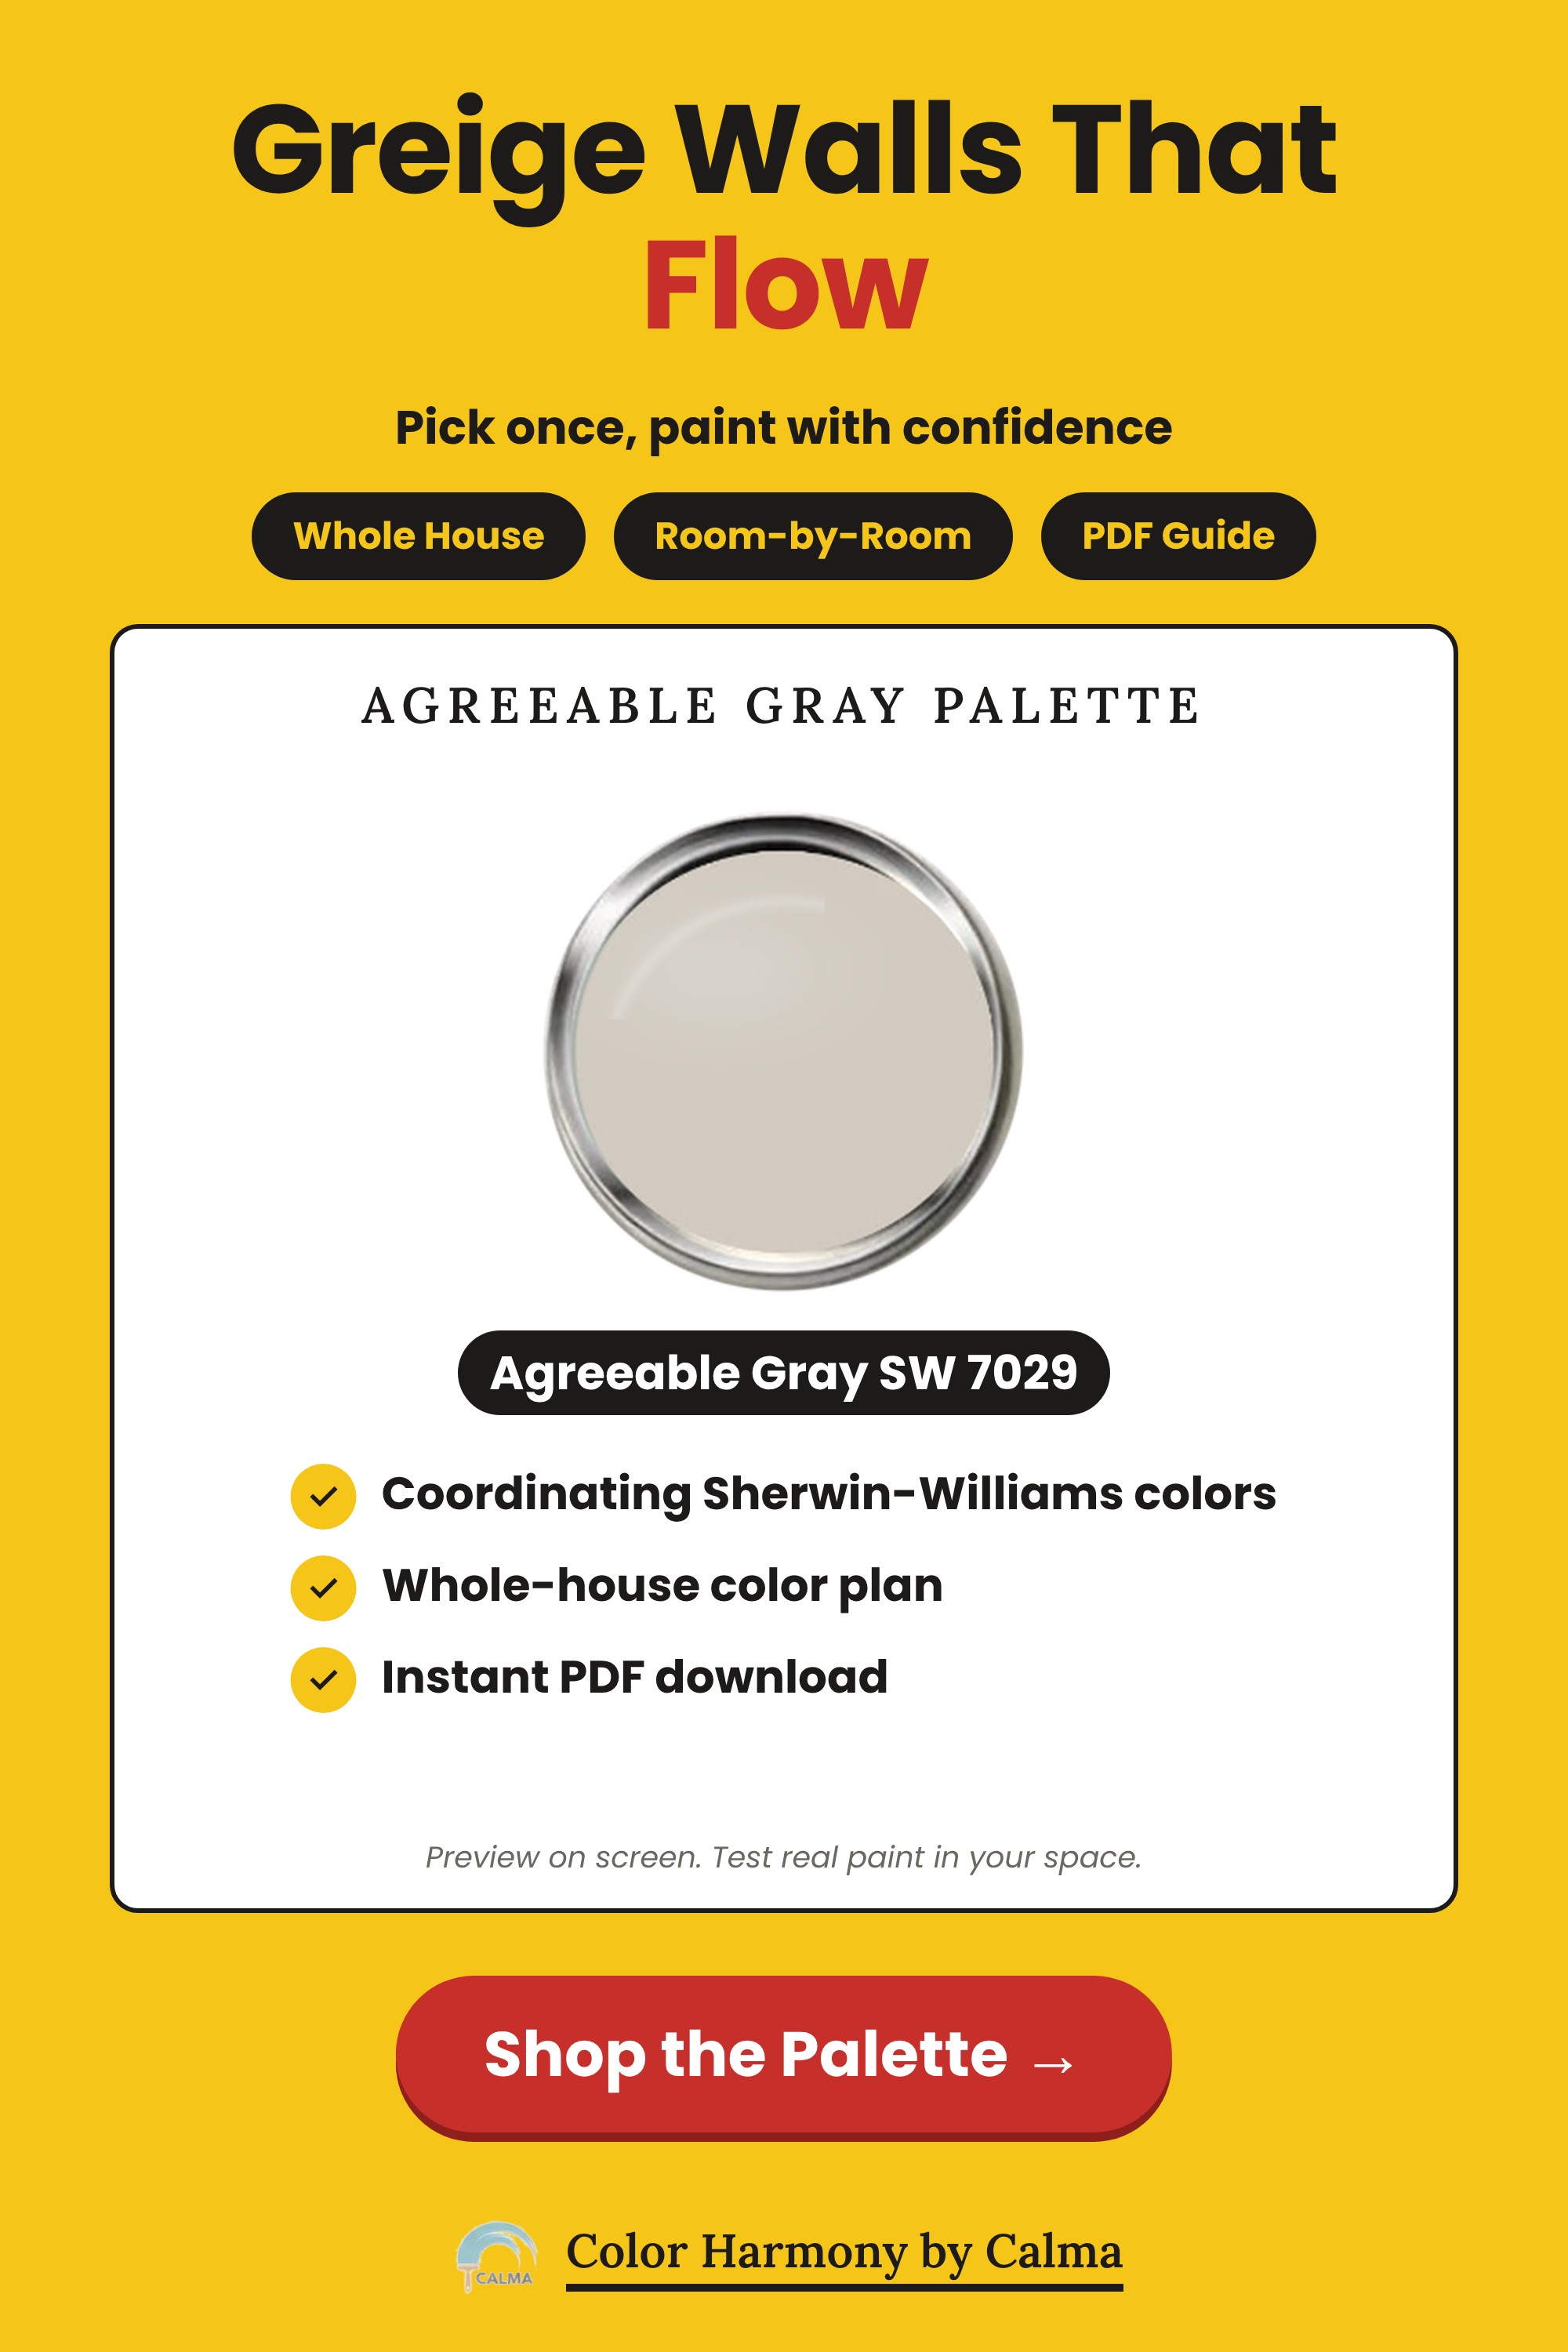 Greige Walls That
Flow
Pick once, paint with confidence
Whole House
Room-by-Room
PDF Guide
AGREEABLE GRAY PALETTE
Agreeable Gray SW 7029
Coordinating Sherwin-Williams colors
Whole-house color plan
Instant PDF download
Preview on screen. Test real paint in your space.
Shop the Palette →
CALMA
Color Harmony by Calma